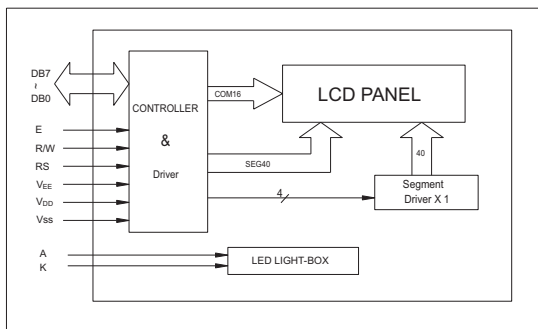 DB7
~
DB0
E
R/W
RS
VEE
VDD
VSS
A
K
CONTROLLER
&
Driver
COM16
SEG40
4
LCD PANEL
40
Segment
Driver X 1
LED LIGHT-BOX